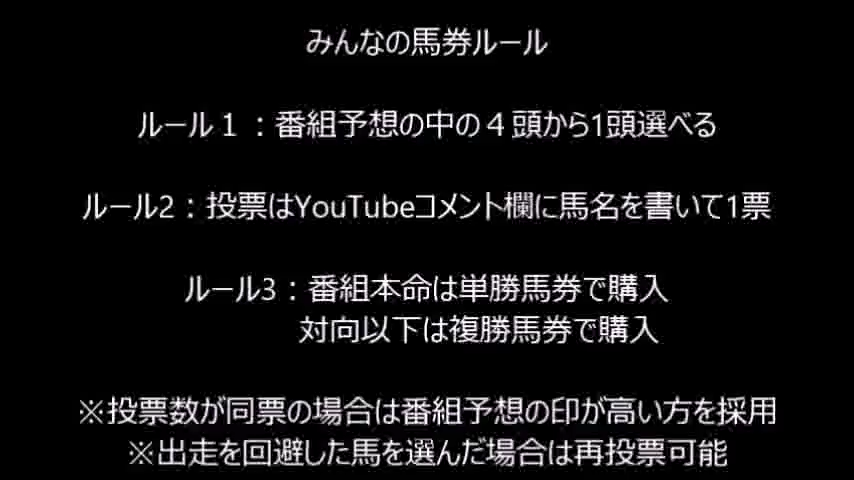 みんなの馬券ルール
ルール１：番組予想の中の４頭から1頭選べる
ルール2：投票はYouTubeコメント欄に馬名を書いて1票
ルール3：番組本命は単勝馬券で購入
対向以下は複勝馬券で購入
※投票数が同票の場合は番組予想の印が高い方を採用
※出走を回避した馬を選んだ場合は再投票可能